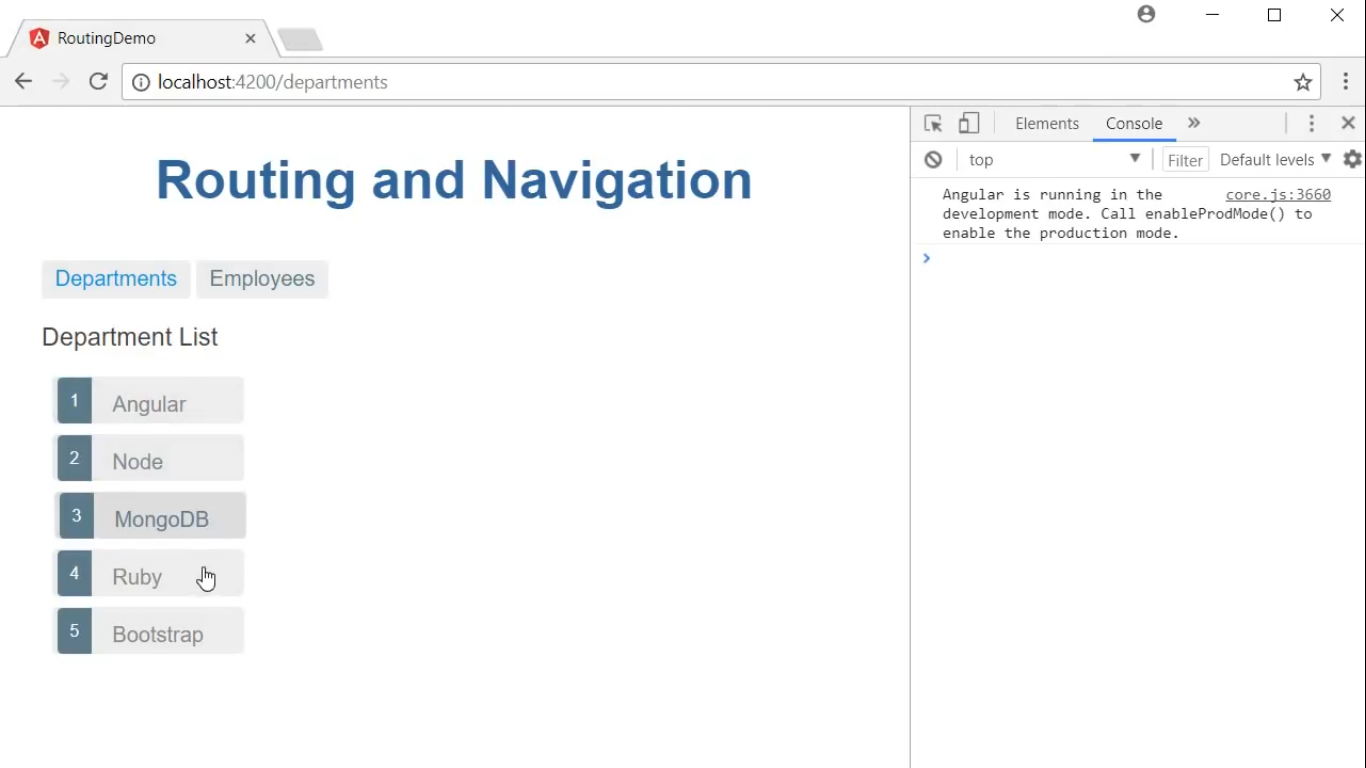 RoutingDemo
localhost:4200/departments
Routing and Navigation
Departments Employees
Department List
1 Angular
2 Node
3 MongoDB
4 Ruby
5 Bootstrap
Elements Console »
top Filter Default levels
Angular is running in the core.js:3660
development mode. Call enableProdMode() to
enable the production mode.